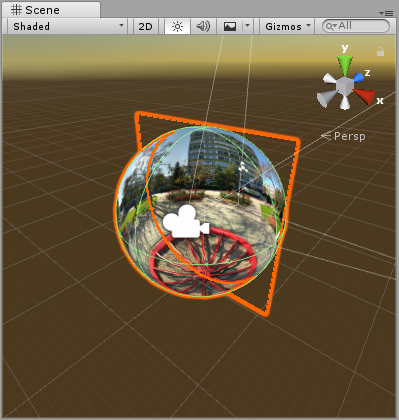 Scene
Shaded
2D
Gizmos
All
y
z
x
Persp